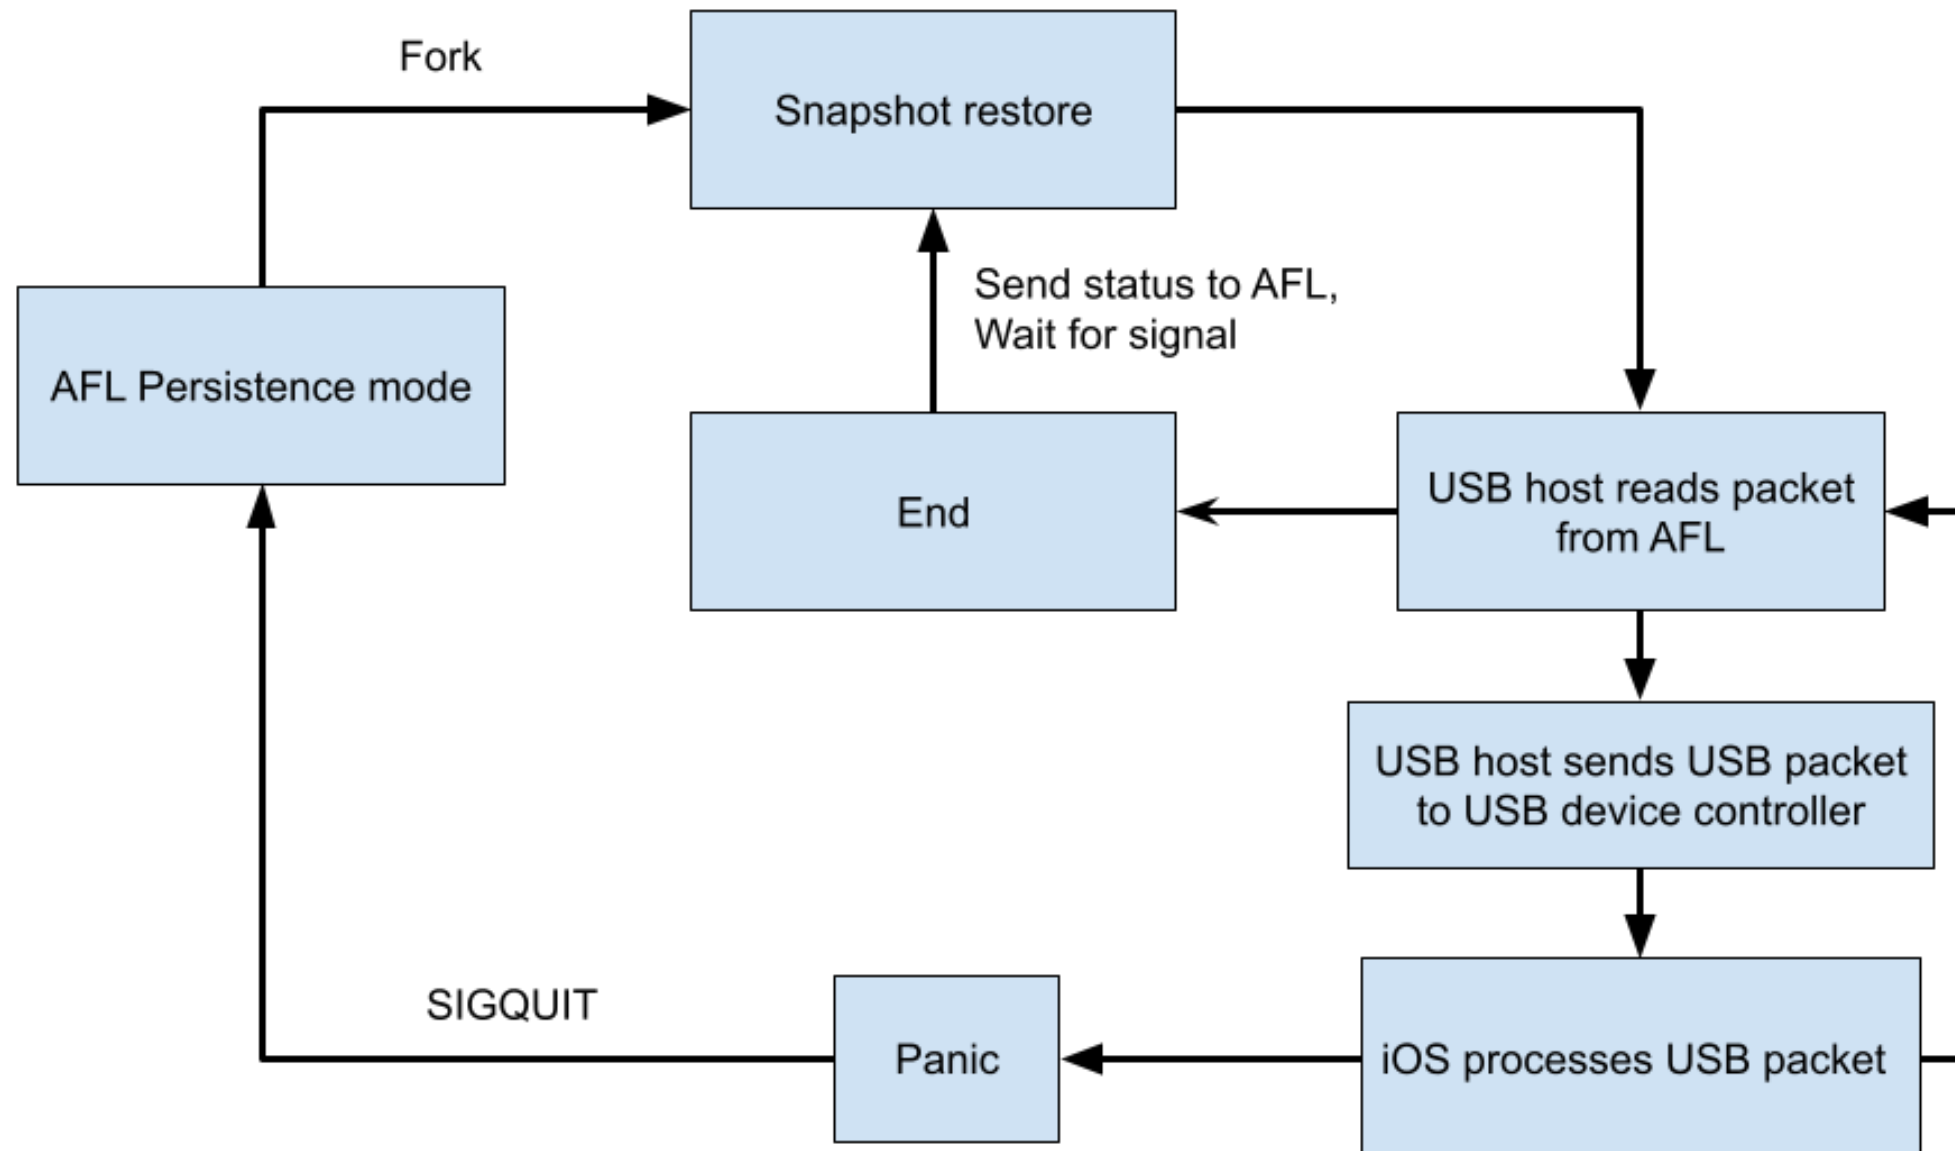 Fork
Snapshot restore
Send status to AFL,
Wait for signal
AFL Persistence mode
End
USB host reads packet
from AFL
USB host sends USB packet
to USB device controller
SIGQUIT
Panic
iOS processes USB packet